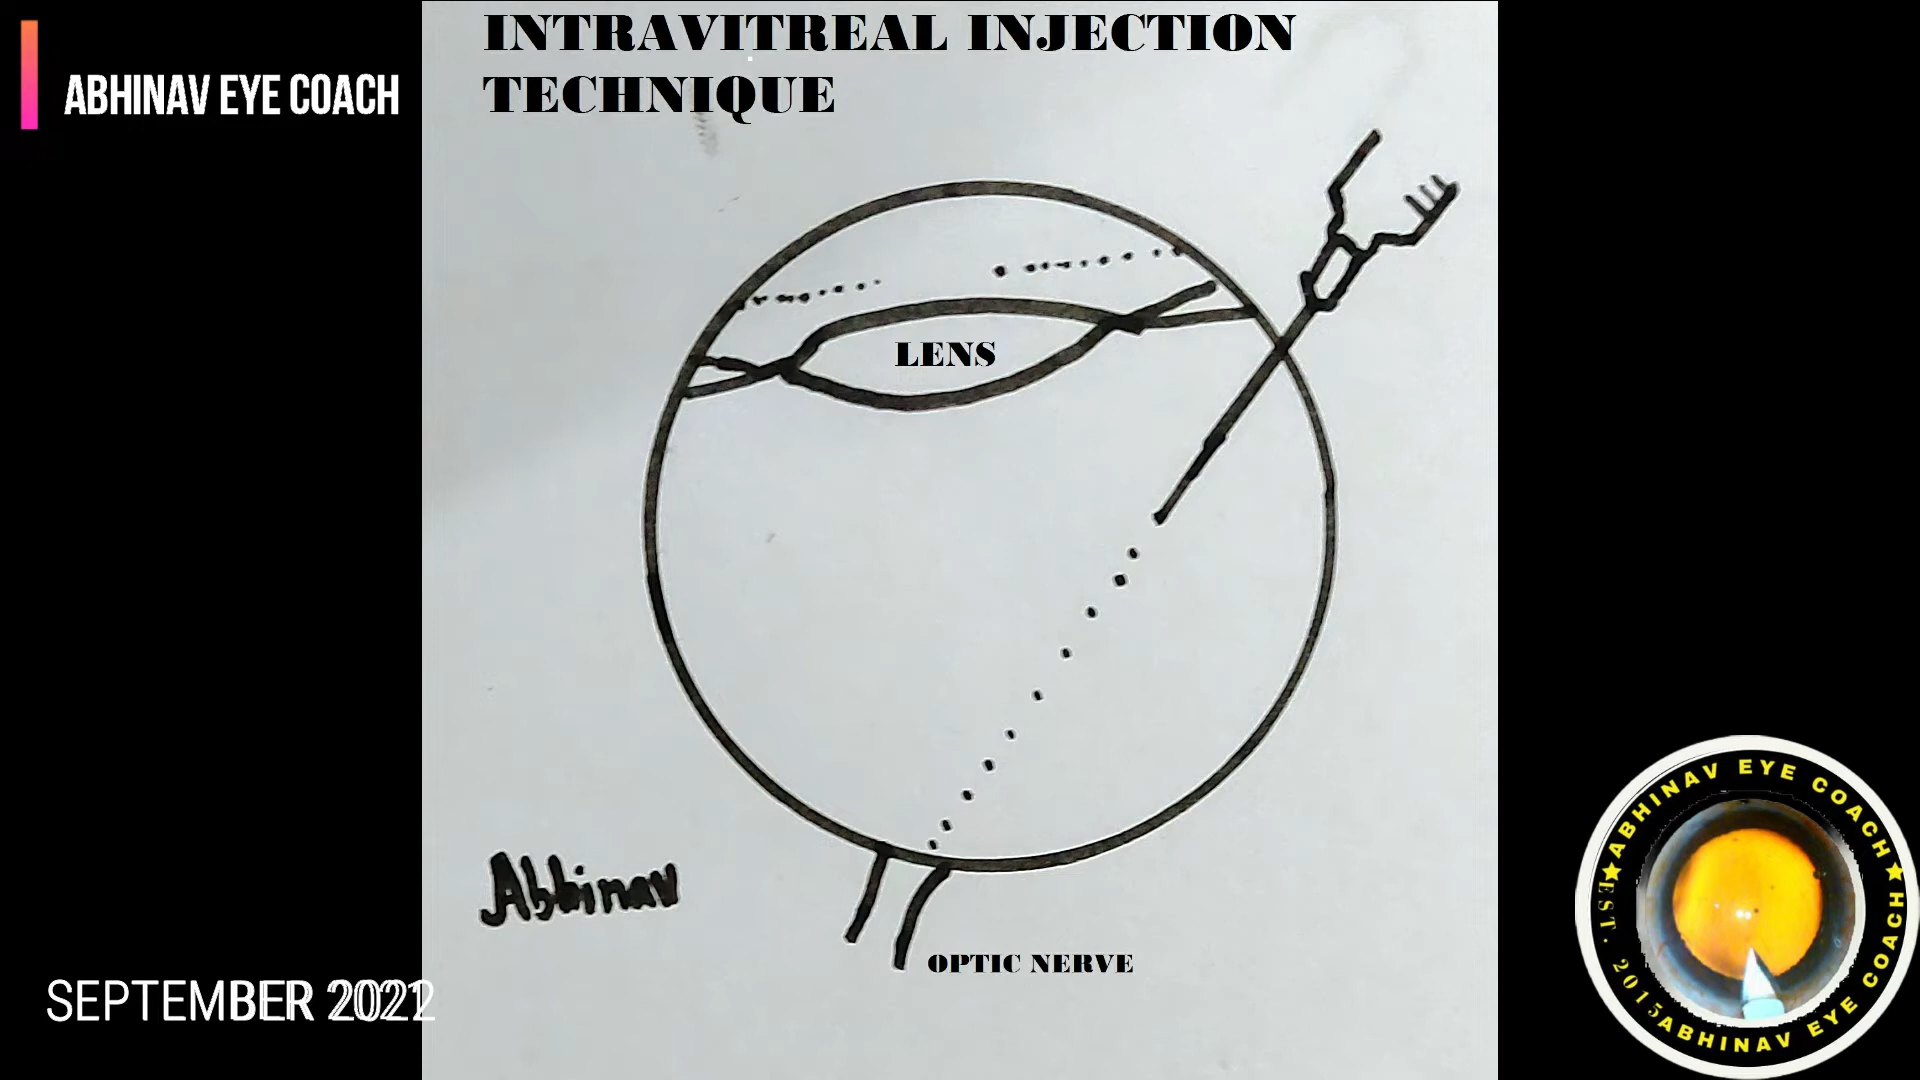 INTRAVITREAL INJECTION
TECHNIQUE
ABHINAV EYE COACH
LENS
Abhinav
OPTIC NERVE
SEPTEMBER
ABHINAV EYE COACH
EST. 2015
ABHINAV EYE COACH